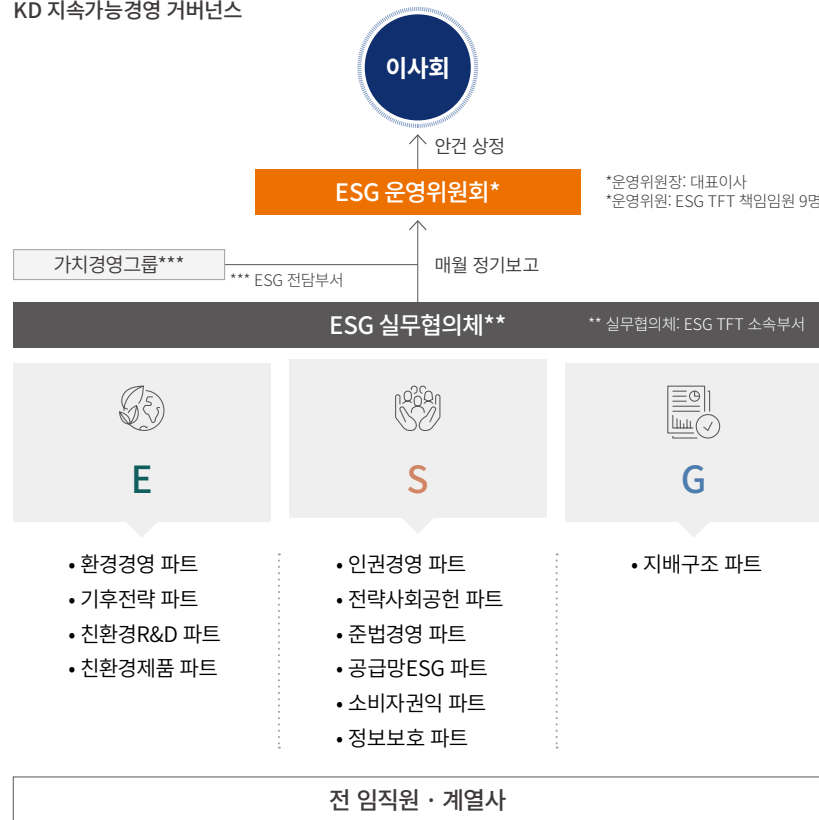 KD 지속가능경영 거버넌스
이사회
안건 상정
ESG 운영위원회*
*운영위원장: 대표이사
*운영위원: ESG TFT 책임임원 9명
가치경영그룹***
*** ESG 전담부서
매월 정기보고
ESG 실무협의체**
** 실무협의체: ESG TFT 소속부서
E
• 환경경영 파트
• 기후전략 파트
• 친환경R&D 파트
• 친환경제품 파트
S
• 인권경영 파트
• 전략사회공헌 파트
• 준법경영 파트
• 공급망ESG 파트
• 소비자권익 파트
• 정보보호 파트
G
• 지배구조 파트
전 임직원 · 계열사